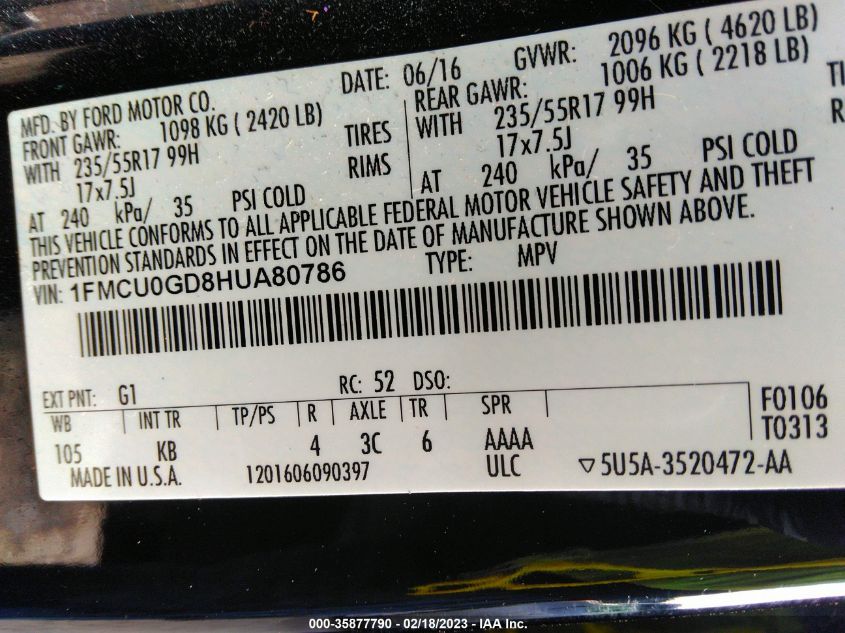 MFD. BY FORD MOTOR CO. DATE: 06/16 GVWR: 2096 KG ( 4620 LB)
FRONT GAWR: 1098 KG ( 2420 LB) REAR GAWR: 1006 KG ( 2218 LB)
WITH 235/55R17 99H TIRES WITH 235/55R17 99H TI
17x7.5J RIMS 17x7.5J R
AT 240 kPa/ 35 PSI COLD AT 240 kPa/ 35 PSI COLD
THIS VEHICLE CONFORMS TO ALL APPLICABLE FEDERAL MOTOR VEHICLE SAFETY AND THEFT
PREVENTION STANDARDS IN EFFECT ON THE DATE OF MANUFACTURE SHOWN ABOVE.
VIN: 1FMCU0GD8HUA80786 TYPE: MPV
EXT PNT: G1 RC: 52 DSO:
WB INT TR TP/PS R AXLE TR SPR F0106
105 KB 4 3C 6 AAAA T0313
MADE IN U.S.A. 1201606090397 ULC ▽5U5A-3520472-AA
000-35877790 - 02/18/2023 - IAA Inc.